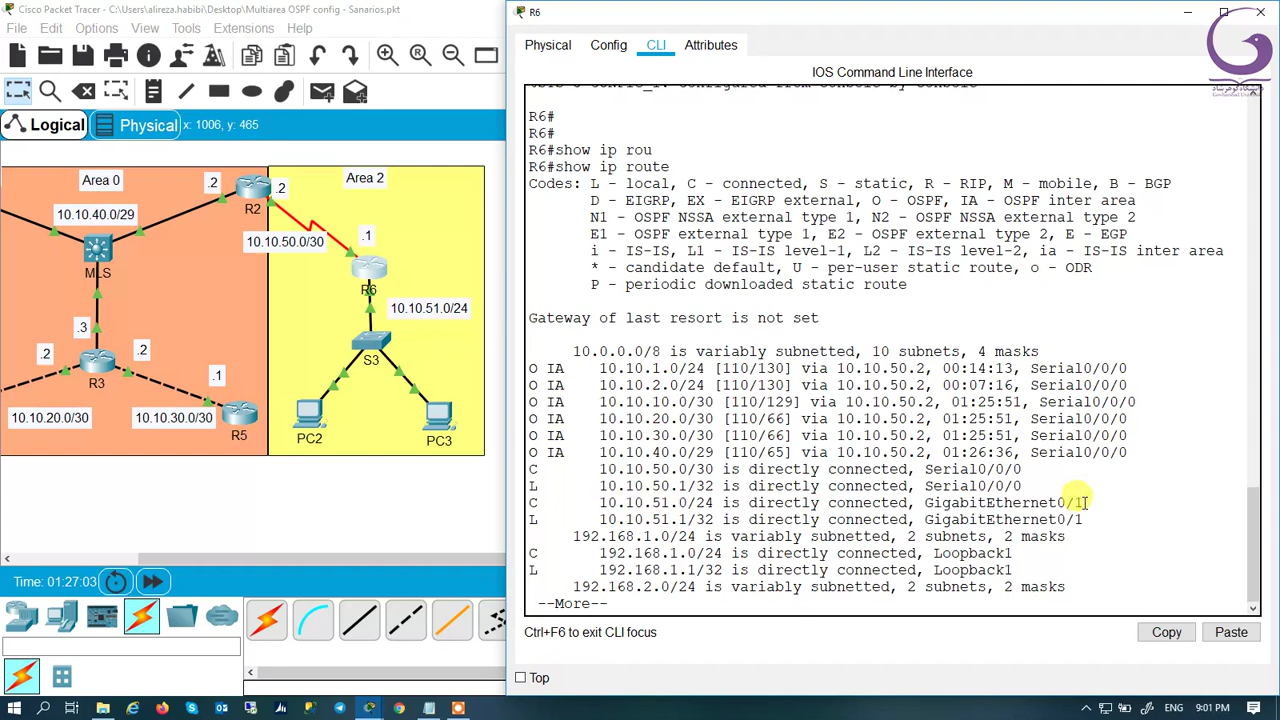 Cisco Packet Tracer - C:\Users\alireza.habibi\Desktop\Multiarea OSPF config - Sanarios.pkt
File Edit Options View Tools Extensions Help
Logical Physical x: 1006, y: 465
Area 0
.2
.2
R2
Area 2
10.10.40.0/29
10.10.50.0/30
.1
MLS
R6
10.10.51.0/24
.3
.2
.2
R3
.1
S3
10.10.20.0/30
10.10.30.0/30
R5
PC2
PC3
Time: 01:27:03
R6
Physical Config CLI Attributes
IOS Command Line Interface
R6#
R6#
R6#show ip rou
R6#show ip route
Codes: L - local, C - connected, S - static, R - RIP, M - mobile, B - BGP
D - EIGRP, EX - EIGRP external, O - OSPF, IA - OSPF inter area
N1 - OSPF NSSA external type 1, N2 - OSPF NSSA external type 2
E1 - OSPF external type 1, E2 - OSPF external type 2, E - EGP
i - IS-IS, L1 - IS-IS level-1, L2 - IS-IS level-2, ia - IS-IS inter area
* - candidate default, U - per-user static route, o - ODR
P - periodic downloaded static route
Gateway of last resort is not set
10.0.0.0/8 is variably subnetted, 10 subnets, 4 masks
O IA 10.10.1.0/24 [110/130] via 10.10.50.2, 00:14:13, Serial0/0/0
O IA 10.10.2.0/24 [110/130] via 10.10.50.2, 00:07:16, Serial0/0/0
O IA 10.10.10.0/30 [110/129] via 10.10.50.2, 01:25:51, Serial0/0/0
O IA 10.10.20.0/30 [110/66] via 10.10.50.2, 01:25:51, Serial0/0/0
O IA 10.10.30.0/30 [110/66] via 10.10.50.2, 01:25:51, Serial0/0/0
O IA 10.10.40.0/29 [110/65] via 10.10.50.2, 01:26:36, Serial0/0/0
C 10.10.50.0/30 is directly connected, Serial0/0/0
L 10.10.50.1/32 is directly connected, Serial0/0/0
C 10.10.51.0/24 is directly connected, GigabitEthernet0/1
L 10.10.51.1/32 is directly connected, GigabitEthernet0/1
192.168.1.0/24 is variably subnetted, 2 subnets, 2 masks
C 192.168.1.0/24 is directly connected, Loopback1
L 192.168.1.1/32 is directly connected, Loopback1
192.168.2.0/24 is variably subnetted, 2 subnets, 2 masks
--More--
Ctrl+F6 to exit CLI focus
Copy Paste
Top
ENG 9:01 PM